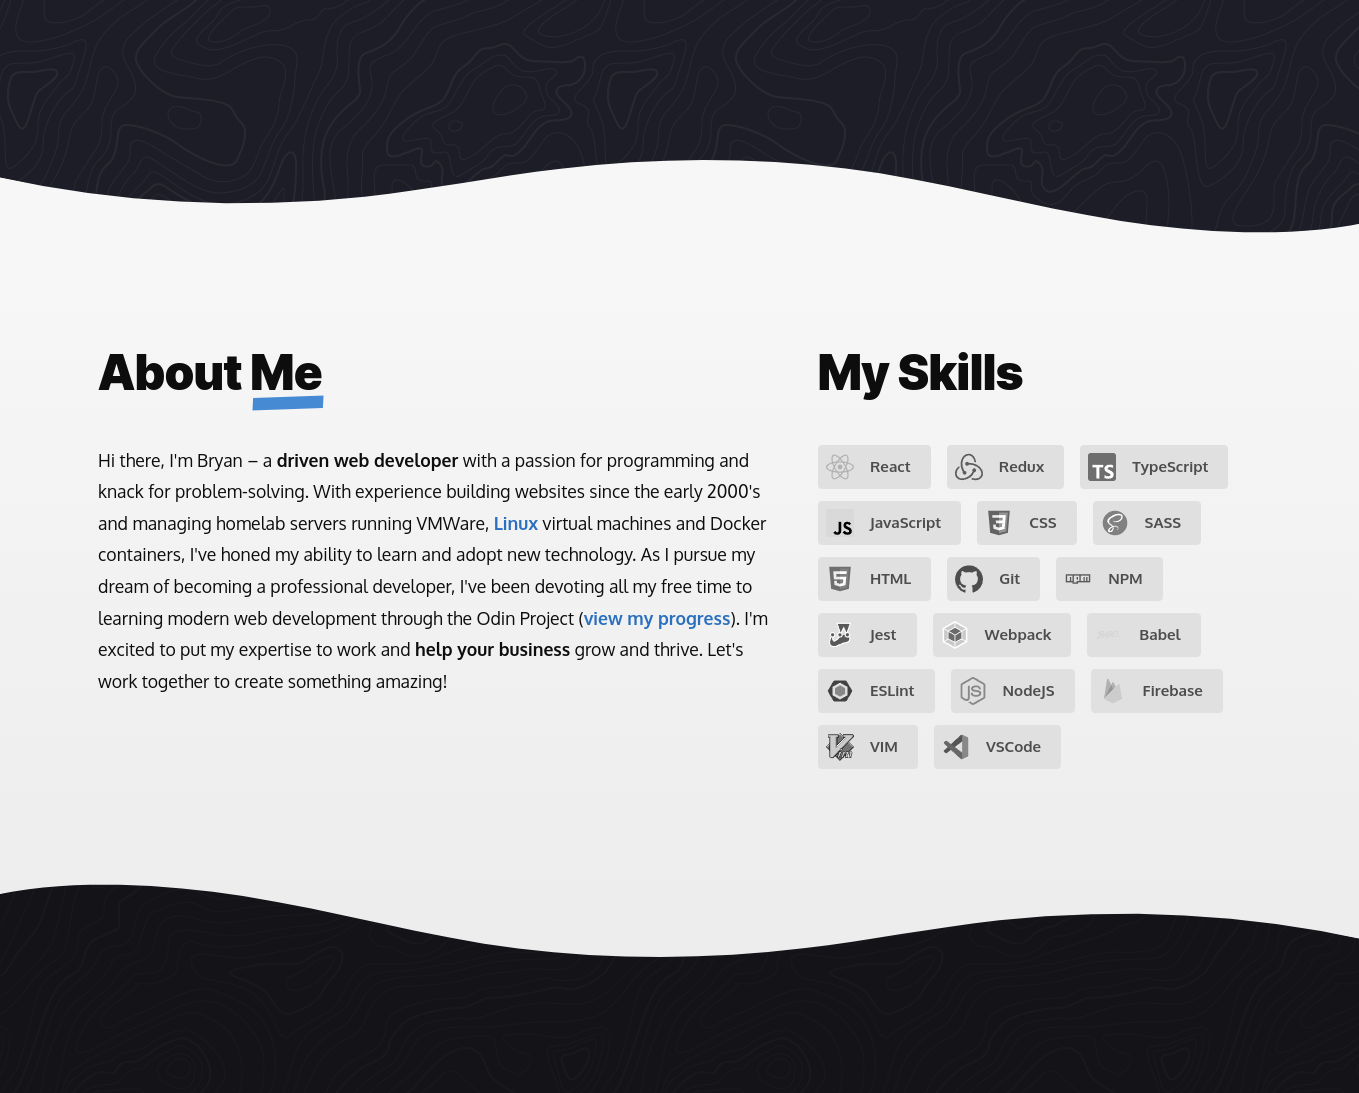 About Me
Hi there, I'm Bryan – a driven web developer with a passion for programming and
knack for problem-solving. With experience building websites since the early 2000's
and managing homelab servers running VMWare, Linux virtual machines and Docker
containers, I've honed my ability to learn and adopt new technology. As I pursue my
dream of becoming a professional developer, I've been devoting all my free time to
learning modern web development through the Odin Project (view my progress). I'm
excited to put my expertise to work and help your business grow and thrive. Let's
work together to create something amazing!
My Skills
React Redux TS TypeScript
JS JavaScript CSS SASS
HTML Git NPM
Jest Webpack Babel
ESLint JS NodeJS Firebase
VIM VSCode